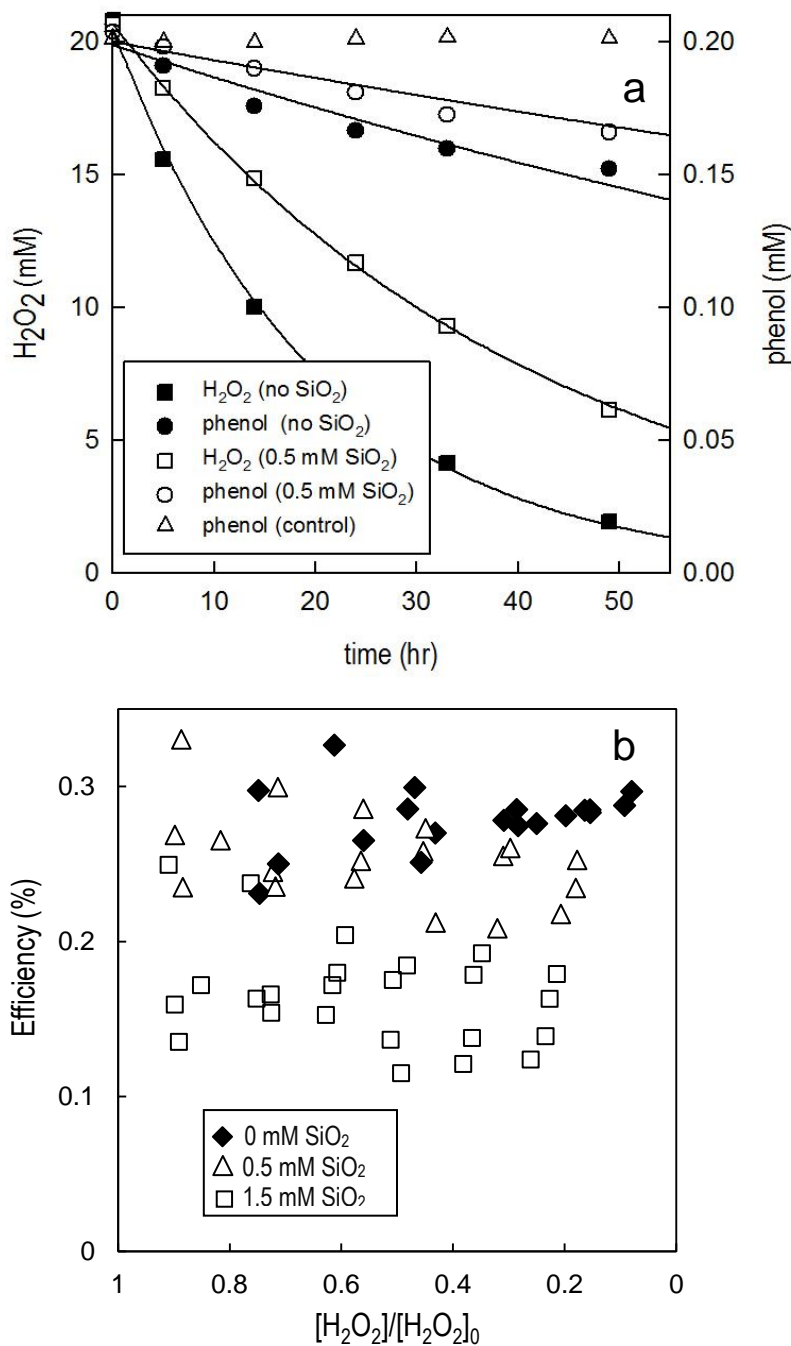 20
15
10
5
0
H₂O₂ (mM)
a
0.20
0.15
0.10
0.05
0.00
phenol (mM)
H₂O₂ (no SiO₂)
phenol (no SiO₂)
H₂O₂ (0.5 mM SiO₂)
phenol (0.5 mM SiO₂)
phenol (control)
0 10 20 30 40 50
time (hr)
b
0.3
0.2
0.1
0
Efficiency (%)
0 mM SiO₂
0.5 mM SiO₂
1.5 mM SiO₂
1 0.8 0.6 0.4 0.2 0
[H₂O₂]/[H₂O₂]₀